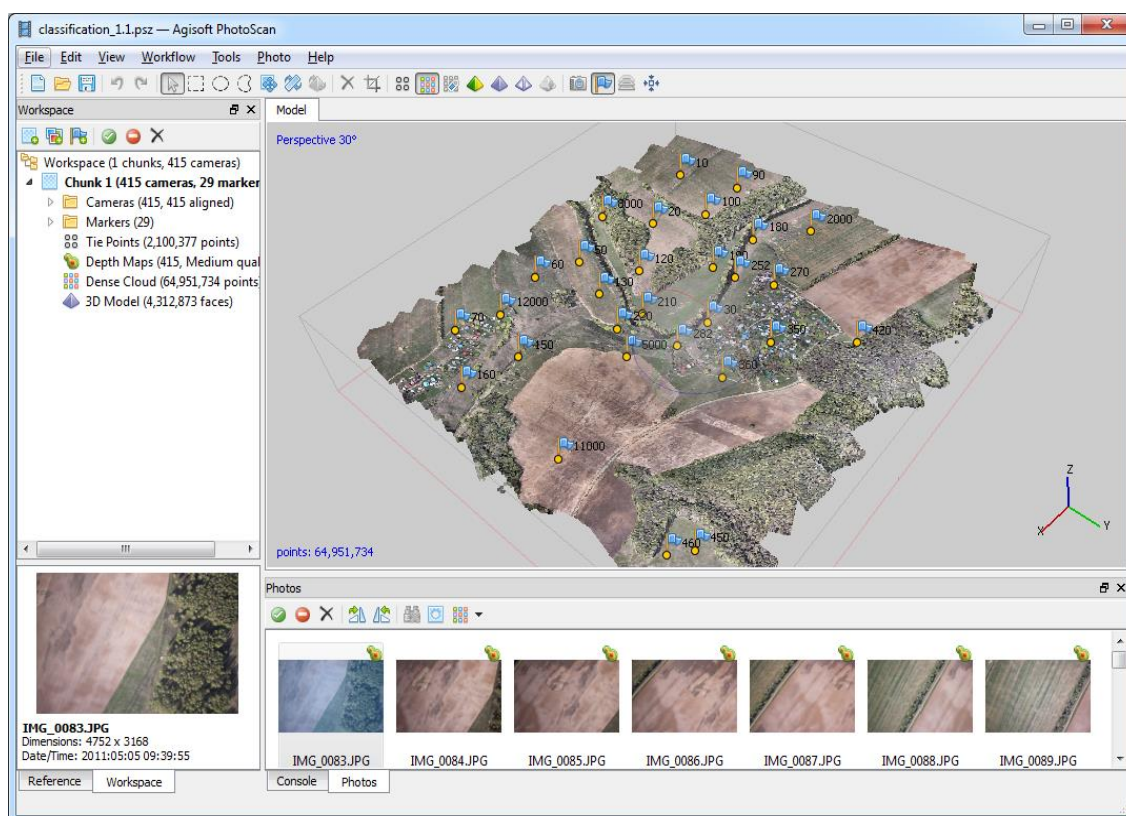 classification_1.1.psz — Agisoft PhotoScan
File Edit View Workflow Tools Photo Help
Workspace
Workspace (1 chunks, 415 cameras)
Chunk 1 (415 cameras, 29 marker
Cameras (415, 415 aligned)
Markers (29)
Tie Points (2,100,377 points)
Depth Maps (415, Medium qual
Dense Cloud (64,951,734 points
3D Model (4,312,873 faces)
IMG_0083.JPG
Dimensions: 4752 x 3168
Date/Time: 2011:05:05 09:39:55
Reference Workspace
Model
Perspective 30°
10
90
8000
20
100
2000
180
50
120
190
60
252
270
130
12000
210
30
70
220
282
350
420
150
5000
160
360
11000
460
450
Z
X
Y
points: 64,951,734
Photos
IMG_0083.JPG IMG_0084.JPG IMG_0085.JPG IMG_0086.JPG IMG_0087.JPG IMG_0088.JPG IMG_0089.JPG
Console Photos